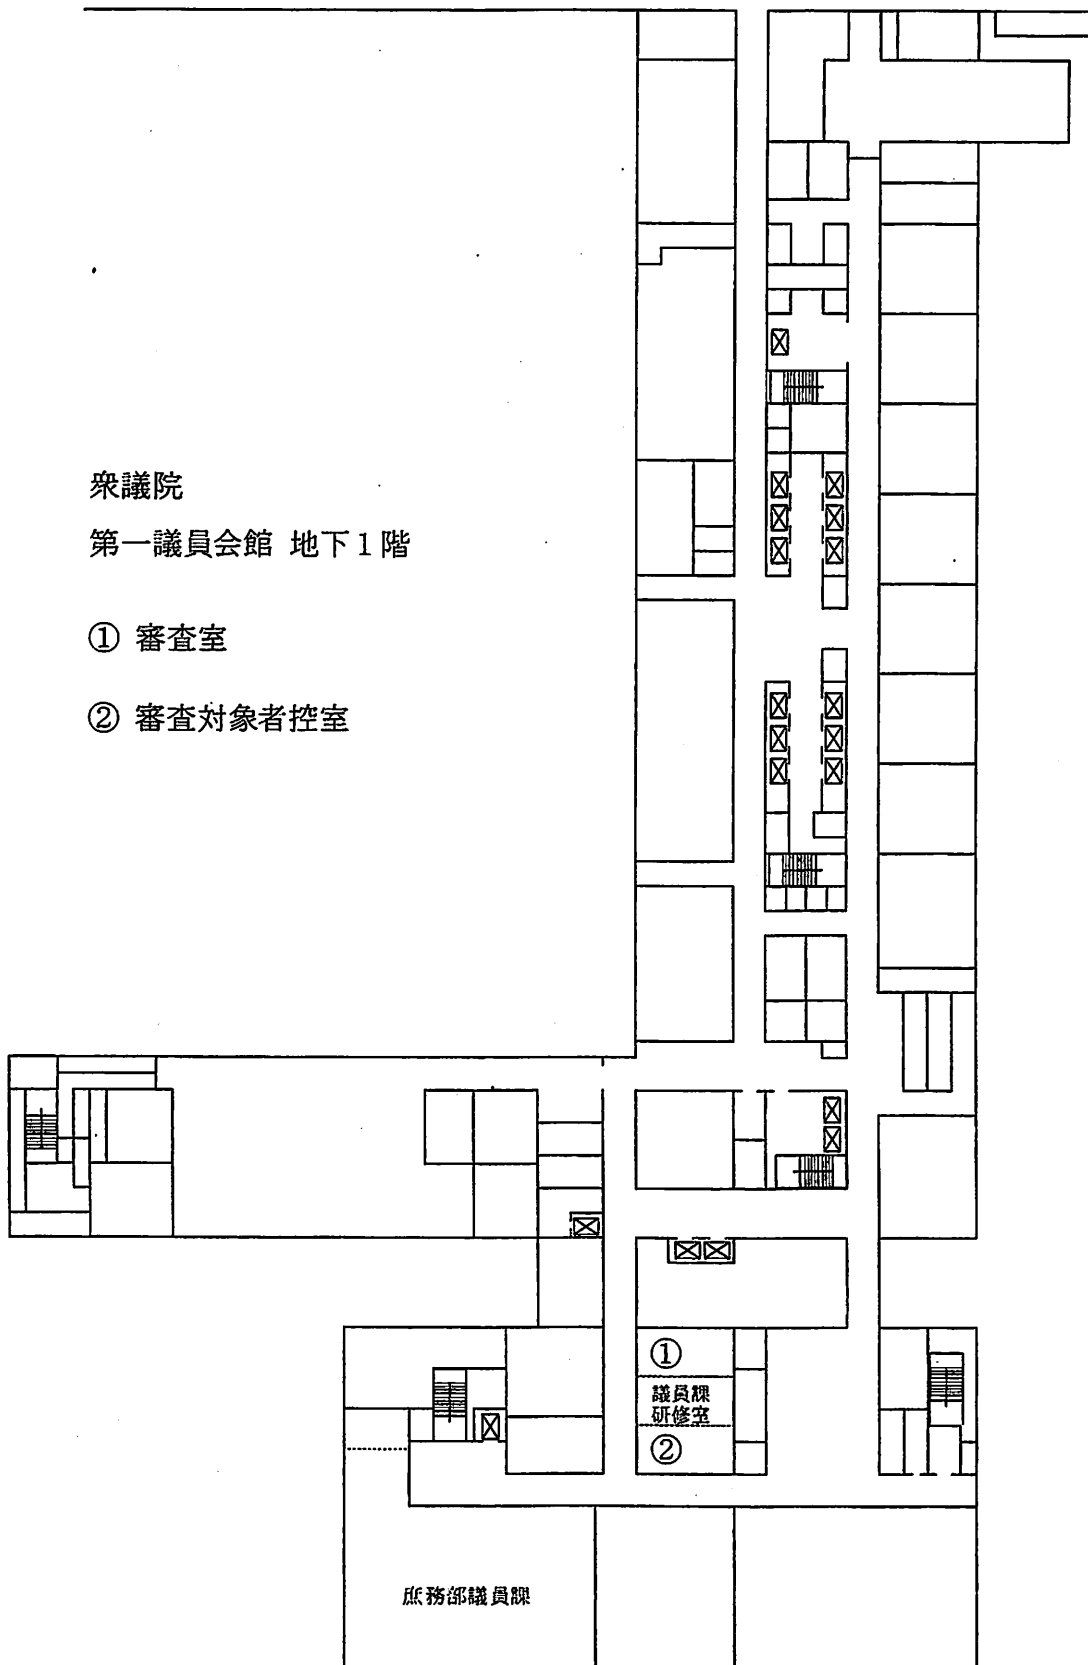 衆議院
第一議員会館 地下1階
① 審査室
② 審査対象者控室
①
議員課
研修室
②
庶務部議員課